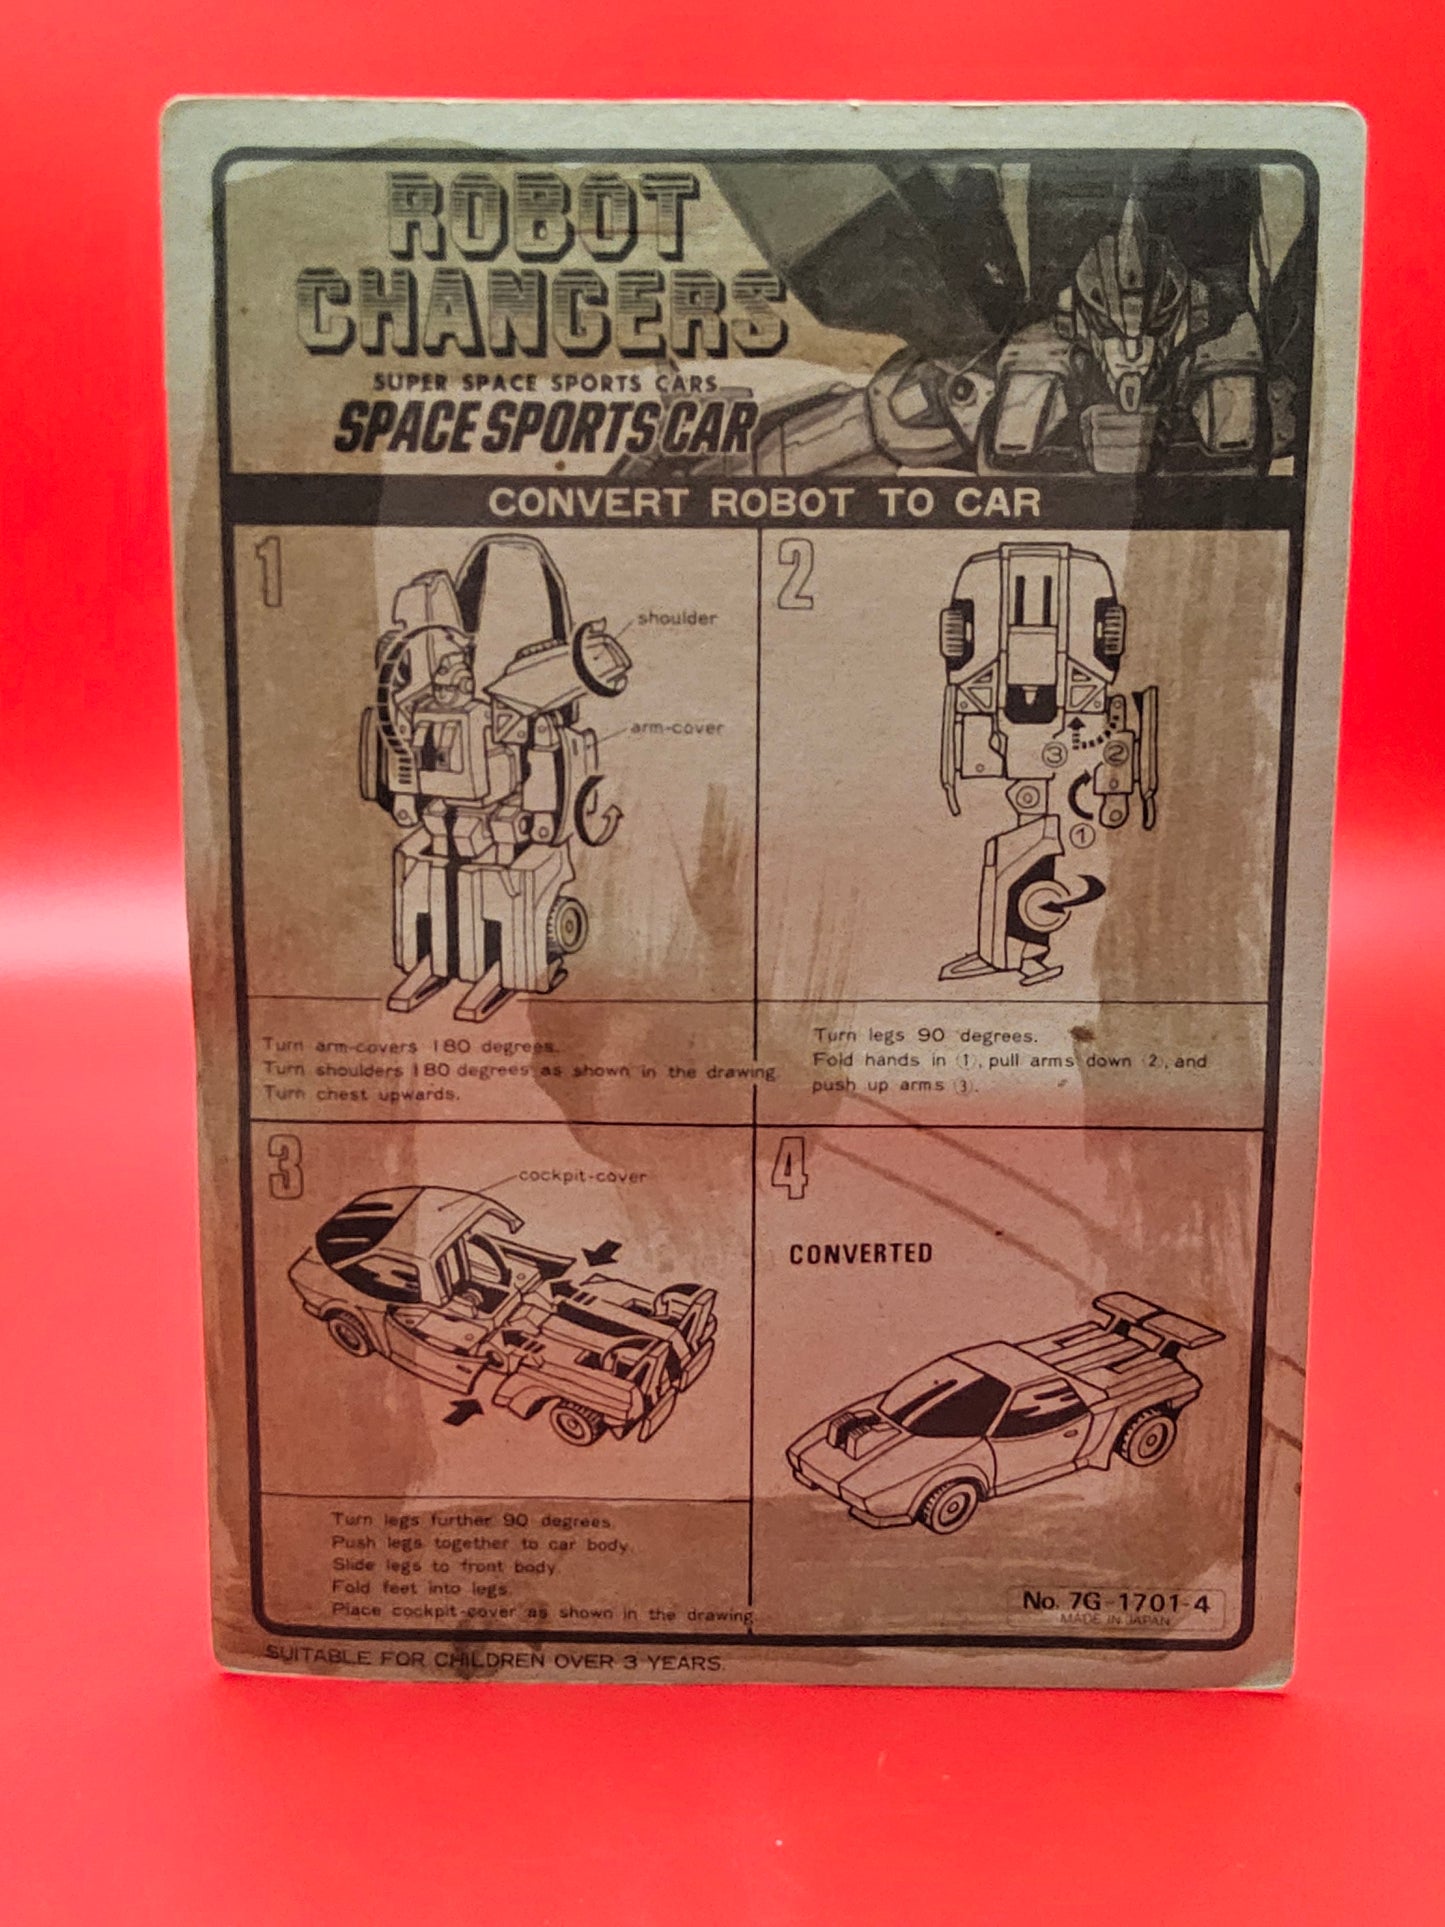 ROBOT
CHANGERS
SUPER SPACE SPORTS CARS
SPACE SPORTS CAR
CONVERT ROBOT TO CAR
1
shoulder
arm-cover
Turn arm-covers 180 degrees.
Turn shoulders 180 degrees as shown in the drawing.
Turn chest upwards.
2
③ ②
①
Turn legs 90 degrees.
Fold hands in (1), pull arms down (2), and
push up arms (3).
3
cockpit-cover
Turn legs further 90 degrees.
Push legs together to car body.
Slide legs to front body.
Fold feet into legs.
Place cockpit-cover as shown in the drawing.
4
CONVERTED
No. 7G-1701-4
MADE IN JAPAN
SUITABLE FOR CHILDREN OVER 3 YEARS.